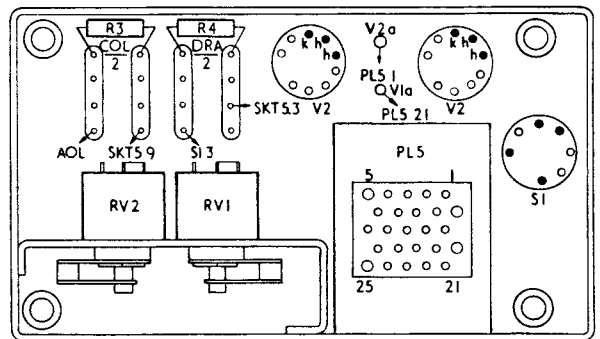 R3
R4
COL
2
DRA
2
k h
h
V2
V2a
PL5 1
V1a
PL5 21
k h
h
V2
SKT5.3
AOL
SKT5 9
S1 3
PL5
S1
RV2
RV1
5
1
25
21